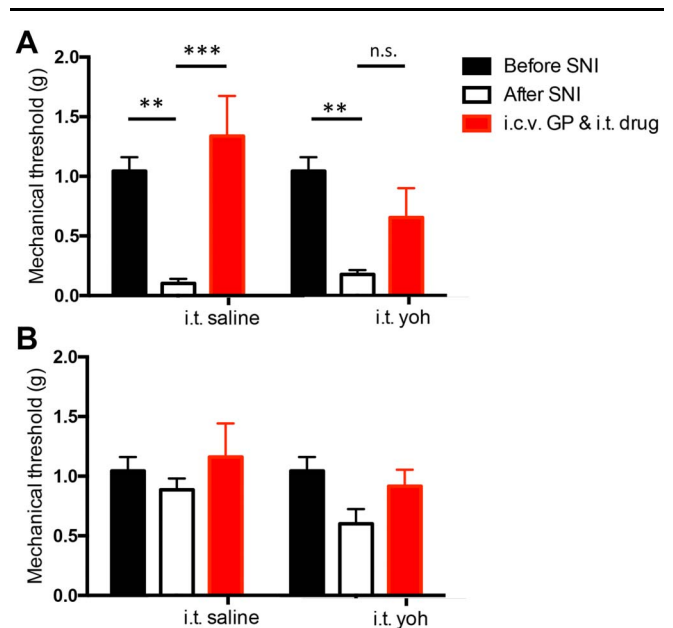 A
2.0
1.5
1.0
0.5
0.0
Mechanical threshold (g)
**
***
**
n.s.
i.t. saline
i.t. yoh
Before SNI
After SNI
i.c.v. GP & i.t. drug
B
2.0
1.5
1.0
0.5
0.0
Mechanical threshold (g)
i.t. saline
i.t. yoh